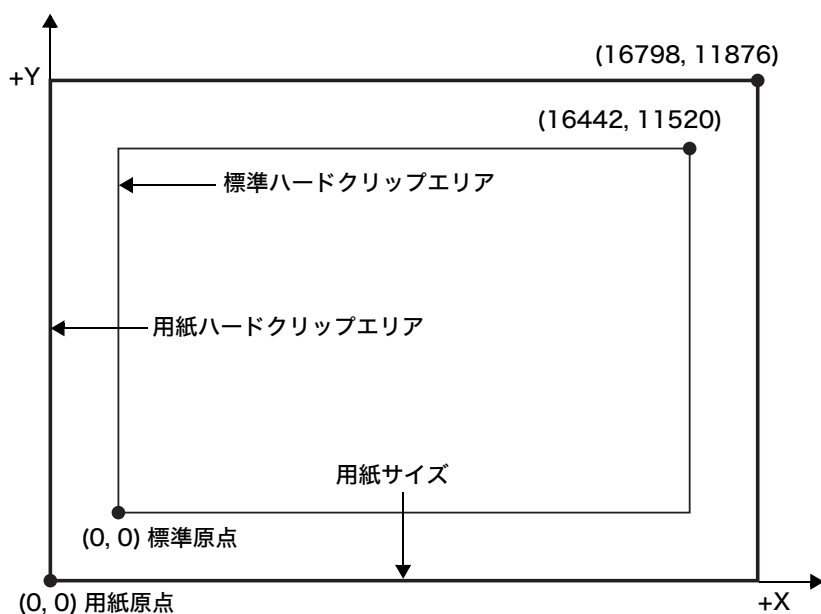 (16798, 11876)
+Y
(16442, 11520)
標準ハードクリップエリア
用紙ハードクリップエリア
用紙サイズ
(0, 0) 標準原点
(0, 0) 用紙原点
+X